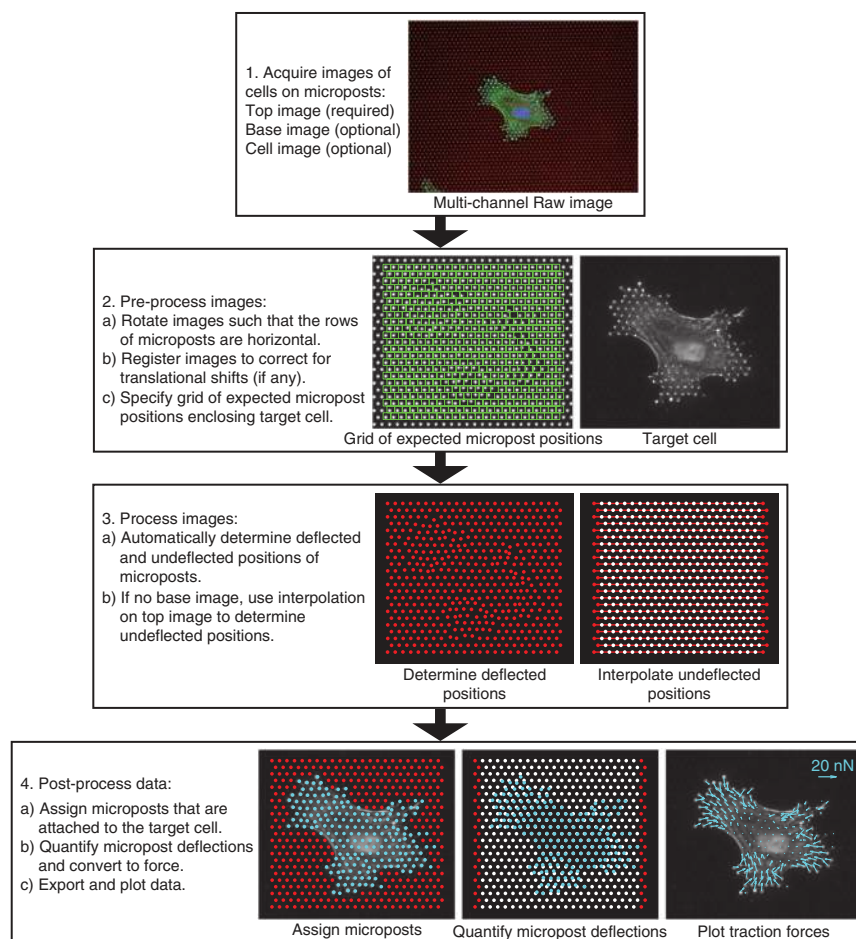 1. Acquire images of
cells on microposts:
Top image (required)
Base image (optional)
Cell image (optional)
Multi-channel Raw image
2. Pre-process images:
a) Rotate images such that the rows
of microposts are horizontal.
b) Register images to correct for
translational shifts (if any).
c) Specify grid of expected micropost
positions enclosing target cell.
Grid of expected micropost positions
Target cell
3. Process images:
a) Automatically determine deflected
and undeflected positions of
microposts.
b) If no base image, use interpolation
on top image to determine
undeflected positions.
Determine deflected
positions
Interpolate undeflected
positions
4. Post-process data:
a) Assign microposts that are
attached to the target cell.
b) Quantify micropost deflections
and convert to force.
c) Export and plot data.
20 nN
Assign microposts
Quantify micropost deflections
Plot traction forces